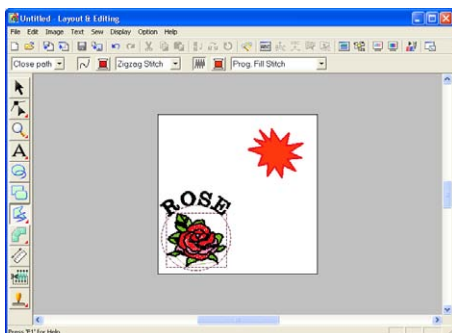 Untitled - Layout & Editing
File Edit Image Text Sew Display Option Help
Close path Zigzag Stitch Prog. Fill Stitch
A
ROSE
Press "F1" for Help